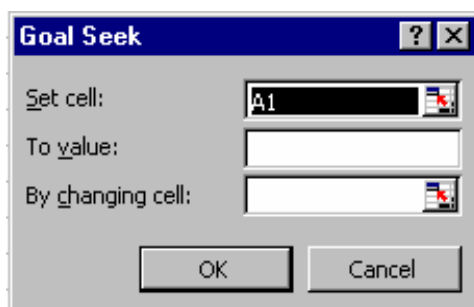 Goal Seek
Set cell: A1
To value:
By changing cell:
OK Cancel